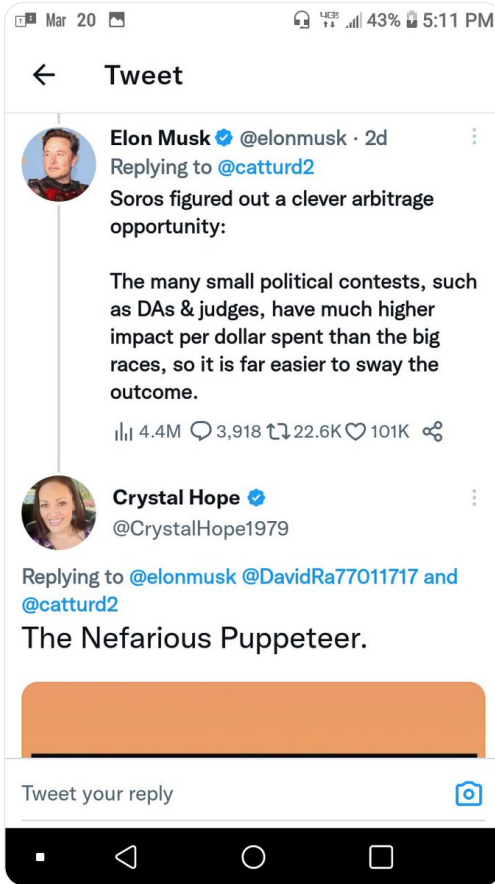 Mar 20 4GE 43% 5:11 PM
Tweet
Elon Musk @elonmusk · 2d
Replying to @catturd2
Soros figured out a clever arbitrage
opportunity:
The many small political contests, such
as DAs & judges, have much higher
impact per dollar spent than the big
races, so it is far easier to sway the
outcome.
4.4M 3,918 22.6K 101K
Crystal Hope
@CrystalHope1979
Replying to @elonmusk @DavidRa77011717 and
@catturd2
The Nefarious Puppeteer.
Tweet your reply